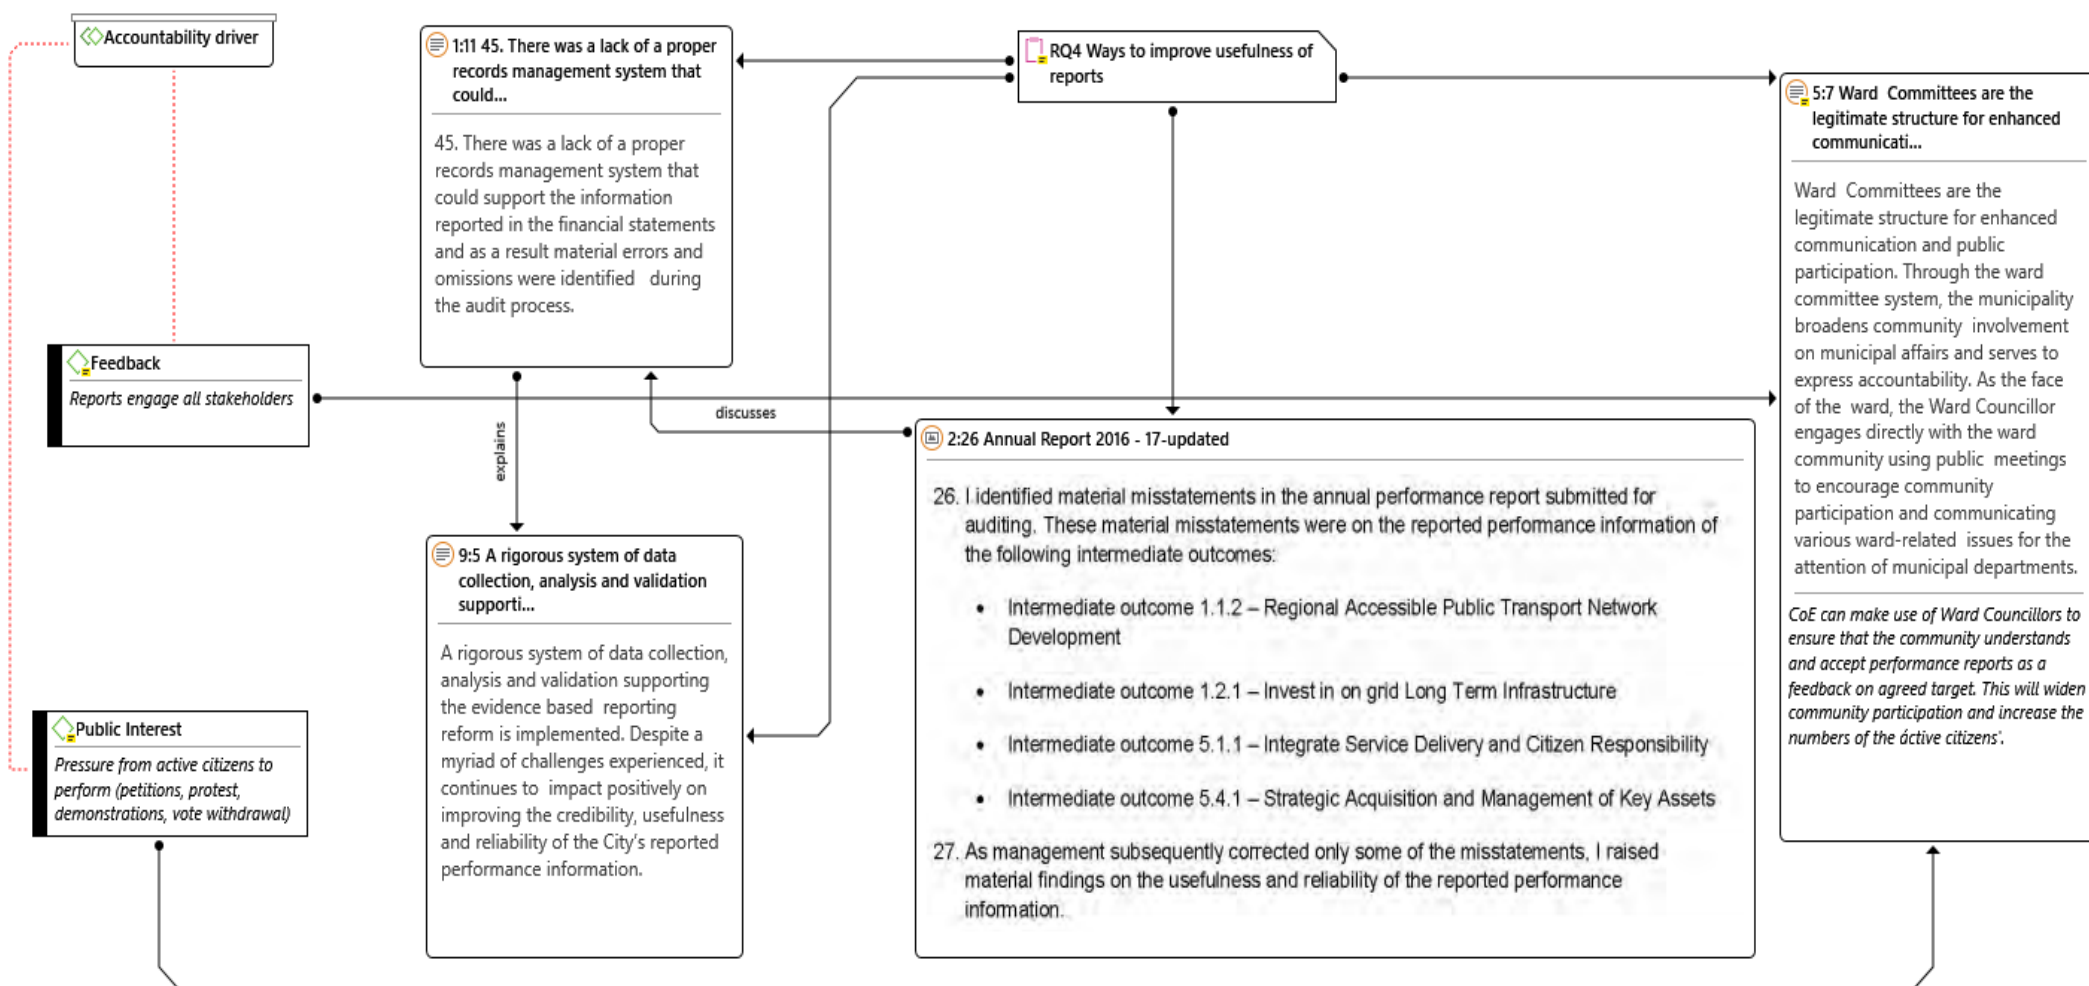 Accountability driver
1:11 45. There was a lack of a proper
records management system that
could...
45. There was a lack of a proper
records management system that
could support the information
reported in the financial statements
and as a result material errors and
omissions were identified during
the audit process.
RQ4 Ways to improve usefulness of
reports
5:7 Ward Committees are the
legitimate structure for enhanced
communicati...
Ward Committees are the
legitimate structure for enhanced
communication and public
participation. Through the ward
committee system, the municipality
broadens community involvement
on municipal affairs and serves to
express accountability. As the face
of the ward, the Ward Councillor
engages directly with the ward
community using public meetings
to encourage community
participation and communicating
various ward-related issues for the
attention of municipal departments.
CoE can make use of Ward Councillors to
ensure that the community understands
and accept performance reports as a
feedback on agreed target. This will widen
community participation and increase the
numbers of the áctive citizens'.
Feedback
Reports engage all stakeholders
explains
discusses
2:26 Annual Report 2016 - 17-updated
26. I identified material misstatements in the annual performance report submitted for
auditing. These material misstatements were on the reported performance information of
the following intermediate outcomes:
• Intermediate outcome 1.1.2 – Regional Accessible Public Transport Network
Development
• Intermediate outcome 1.2.1 – Invest in on grid Long Term Infrastructure
• Intermediate outcome 5.1.1 – Integrate Service Delivery and Citizen Responsibility
• Intermediate outcome 5.4.1 – Strategic Acquisition and Management of Key Assets
27. As management subsequently corrected only some of the misstatements, I raised
material findings on the usefulness and reliability of the reported performance
information.
9:5 A rigorous system of data
collection, analysis and validation
supporti...
A rigorous system of data collection,
analysis and validation supporting
the evidence based reporting
reform is implemented. Despite a
myriad of challenges experienced, it
continues to impact positively on
improving the credibility, usefulness
and reliability of the City's reported
performance information.
Public Interest
Pressure from active citizens to
perform (petitions, protest,
demonstrations, vote withdrawal)